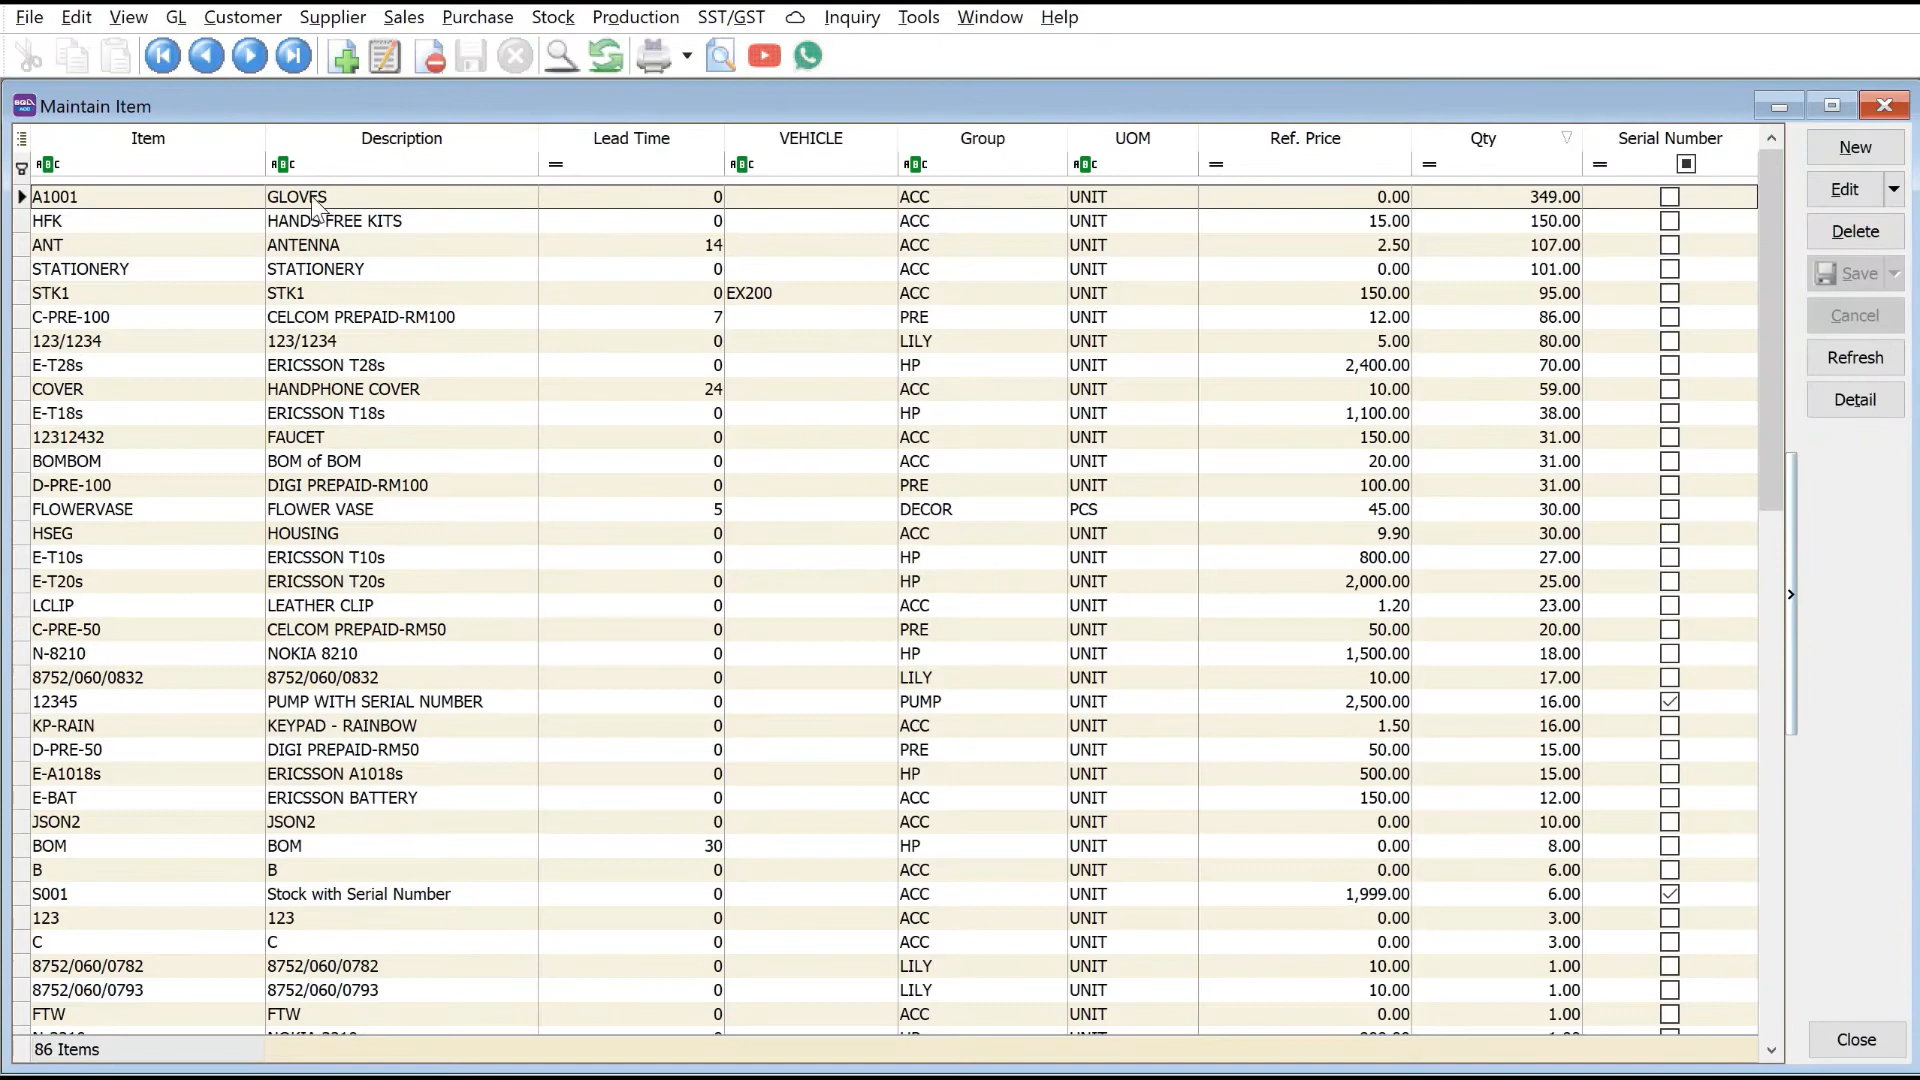 File Edit View GL Customer Supplier Sales Purchase Stock Production SST/GST Inquiry Tools Window Help
Maintain Item
Item Description Lead Time VEHICLE Group UOM Ref. Price Qty Serial Number
A1001 GLOVES 0 ACC UNIT 0.00 349.00
HFK HANDS FREE KITS 0 ACC UNIT 15.00 150.00
ANT ANTENNA 14 ACC UNIT 2.50 107.00
STATIONERY STATIONERY 0 ACC UNIT 0.00 101.00
STK1 STK1 0 EX200 ACC UNIT 150.00 95.00
C-PRE-100 CELCOM PREPAID-RM100 7 PRE UNIT 12.00 86.00
123/1234 123/1234 0 LILY UNIT 5.00 80.00
E-T28s ERICSSON T28s 0 HP UNIT 2,400.00 70.00
COVER HANDPHONE COVER 24 ACC UNIT 10.00 59.00
E-T18s ERICSSON T18s 0 HP UNIT 1,100.00 38.00
12312432 FAUCET 0 ACC UNIT 150.00 31.00
BOMBOM BOM of BOM 0 ACC UNIT 20.00 31.00
D-PRE-100 DIGI PREPAID-RM100 0 PRE UNIT 100.00 31.00
FLOWERVASE FLOWER VASE 5 DECOR PCS 45.00 30.00
HSEG HOUSING 0 ACC UNIT 9.90 30.00
E-T10s ERICSSON T10s 0 HP UNIT 800.00 27.00
E-T20s ERICSSON T20s 0 HP UNIT 2,000.00 25.00
LCLIP LEATHER CLIP 0 ACC UNIT 1.20 23.00
C-PRE-50 CELCOM PREPAID-RM50 0 PRE UNIT 50.00 20.00
N-8210 NOKIA 8210 0 HP UNIT 1,500.00 18.00
8752/060/0832 8752/060/0832 0 LILY UNIT 10.00 17.00
12345 PUMP WITH SERIAL NUMBER 0 PUMP UNIT 2,500.00 16.00
KP-RAIN KEYPAD - RAINBOW 0 ACC UNIT 1.50 16.00
D-PRE-50 DIGI PREPAID-RM50 0 PRE UNIT 50.00 15.00
E-A1018s ERICSSON A1018s 0 HP UNIT 500.00 15.00
E-BAT ERICSSON BATTERY 0 ACC UNIT 150.00 12.00
JSON2 JSON2 0 ACC UNIT 0.00 10.00
BOM BOM 30 HP UNIT 0.00 8.00
B B 0 ACC UNIT 0.00 6.00
S001 Stock with Serial Number 0 ACC UNIT 1,999.00 6.00
123 123 0 ACC UNIT 0.00 3.00
C C 0 ACC UNIT 0.00 3.00
8752/060/0782 8752/060/0782 0 LILY UNIT 10.00 1.00
8752/060/0793 8752/060/0793 0 LILY UNIT 10.00 1.00
FTW FTW 0 ACC UNIT 0.00 1.00
86 Items
New
Edit
Delete
Save
Cancel
Refresh
Detail
Close